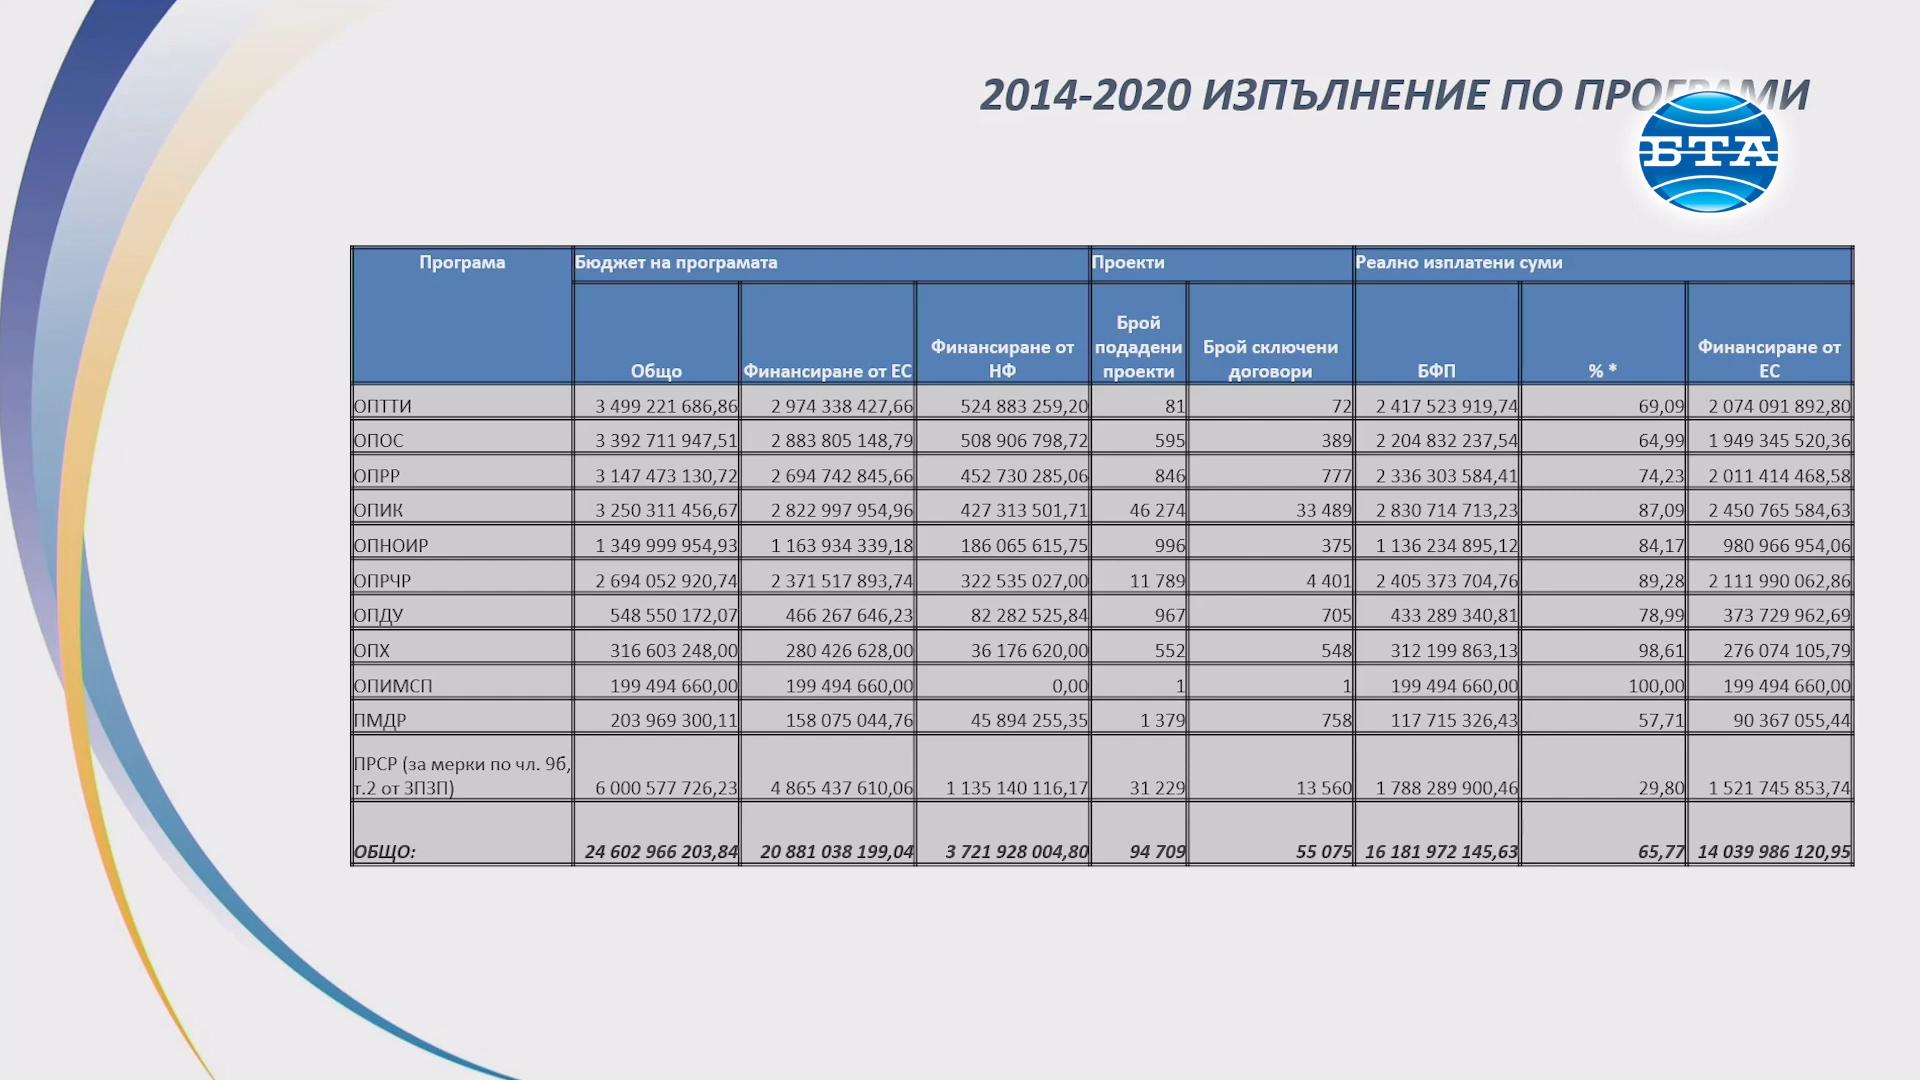 2014-2020 ИЗПЪЛНЕНИЕ ПО ПРОГРАМИ
БТА
Програма Бюджет на програмата Проекти Реално изплатени суми
Общо Финансиране от ЕС Финансиране от НФ Брой подадени проекти Брой сключени договори БФП % * Финансиране от ЕС
ОПТТИ 3 499 221 686,86 2 974 338 427,66 524 883 259,20 81 72 2 417 523 919,74 69,09 2 074 091 892,80
ОПОС 3 392 711 947,51 2 883 805 148,79 508 906 798,72 595 389 2 204 832 237,54 64,99 1 949 345 520,36
ОПРР 3 147 473 130,72 2 694 742 845,66 452 730 285,06 846 777 2 336 303 584,41 74,23 2 011 414 468,58
ОПИК 3 250 311 456,67 2 822 997 954,96 427 313 501,71 46 274 33 489 2 830 714 713,23 87,09 2 450 765 584,63
ОПНОИР 1 349 999 954,93 1 163 934 339,18 186 065 615,75 996 375 1 136 234 895,12 84,17 980 966 954,06
ОПРЧР 2 694 052 920,74 2 371 517 893,74 322 535 027,00 11 789 4 401 2 405 373 704,76 89,28 2 111 990 062,86
ОПДУ 548 550 172,07 466 267 646,23 82 282 525,84 967 705 433 289 340,81 78,99 373 729 962,69
ОПХ 316 603 248,00 280 426 628,00 36 176 620,00 552 548 312 199 863,13 98,61 276 074 105,79
ОПИМСП 199 494 660,00 199 494 660,00 0,00 1 1 199 494 660,00 100,00 199 494 660,00
ПМДР 203 969 300,11 158 075 044,76 45 894 255,35 1 379 758 117 715 326,43 57,71 90 367 055,44
ПРСР (за мерки по чл. 9б,
т.2 от ЗПЗП) 6 000 577 726,23 4 865 437 610,06 1 135 140 116,17 31 229 13 560 1 788 289 900,46 29,80 1 521 745 853,74
ОБЩО: 24 602 966 203,84 20 881 038 199,04 3 721 928 004,80 94 709 55 075 16 181 972 145,63 65,77 14 039 986 120,95